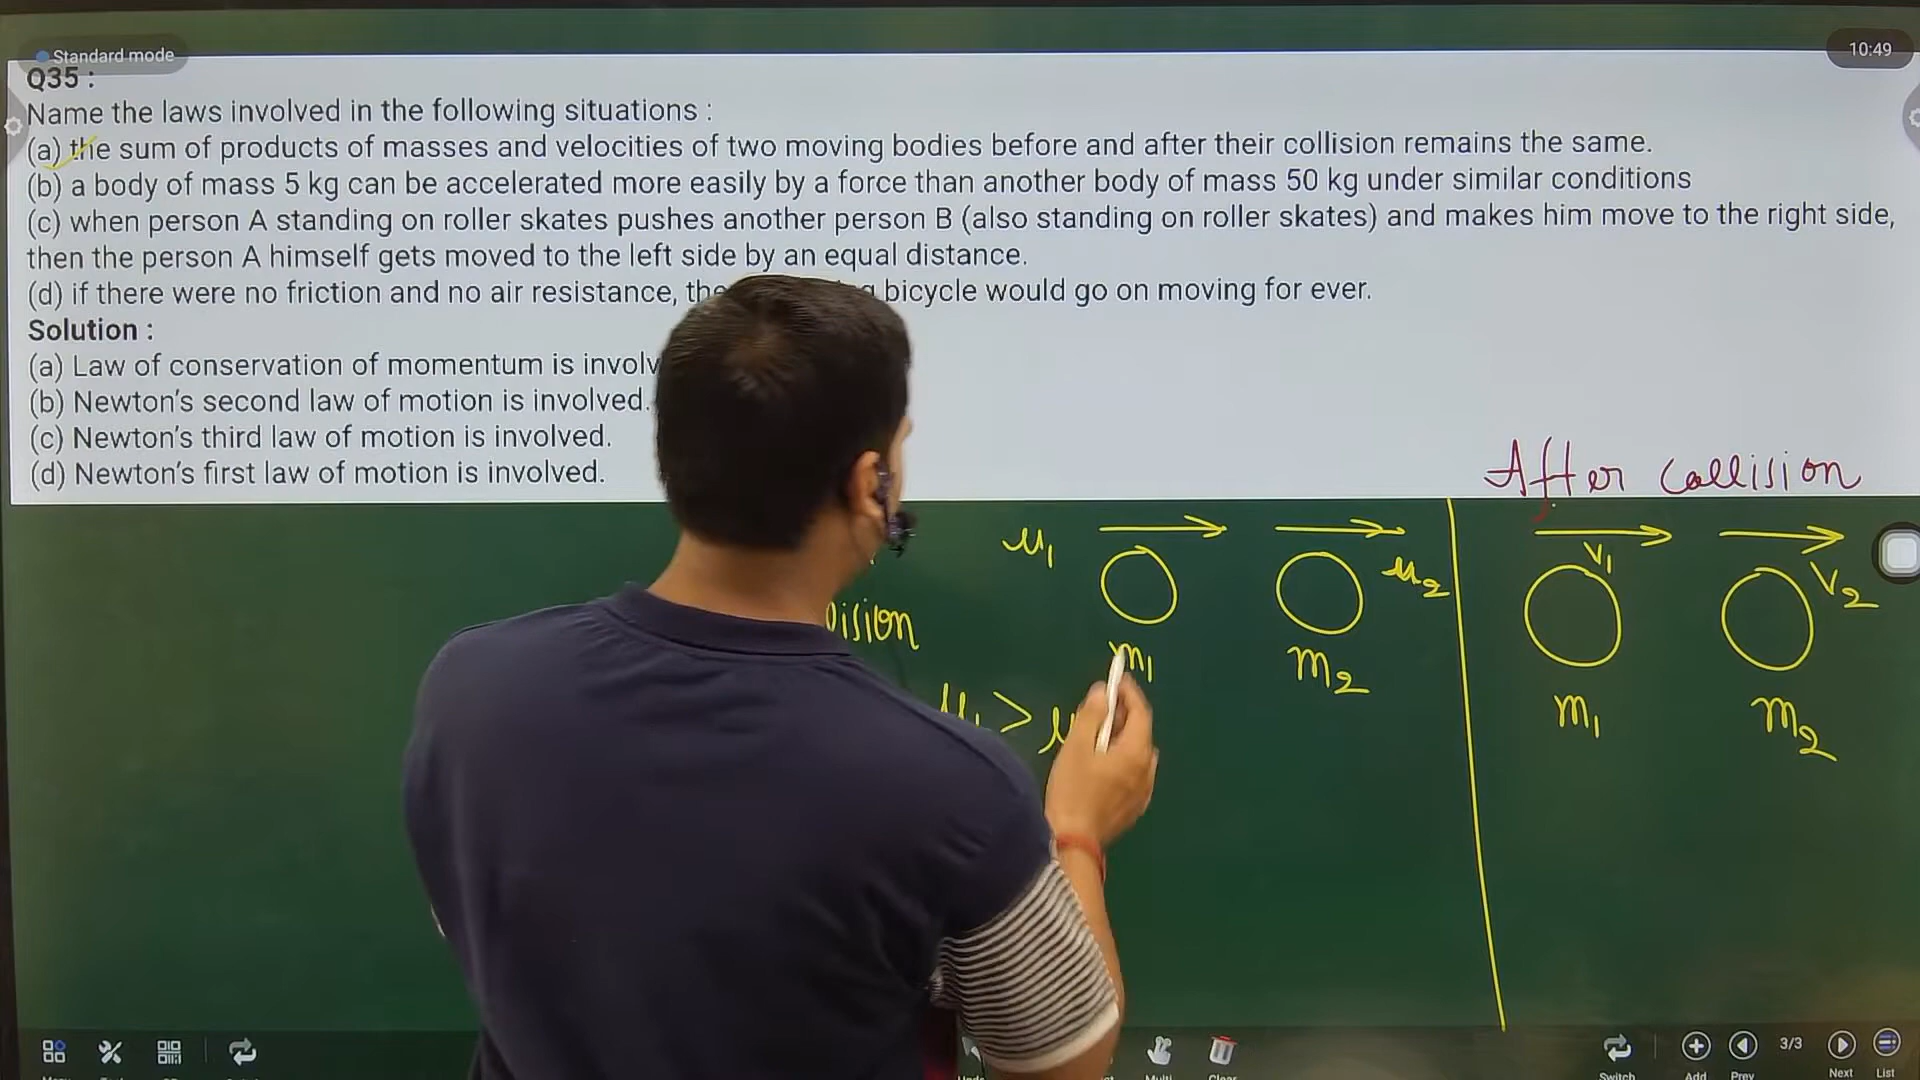 Standard mode
10:49
Q35 :
Name the laws involved in the following situations :
(a) the sum of products of masses and velocities of two moving bodies before and after their collision remains the same.
(b) a body of mass 5 kg can be accelerated more easily by a force than another body of mass 50 kg under similar conditions
(c) when person A standing on roller skates pushes another person B (also standing on roller skates) and makes him move to the right side,
then the person A himself gets moved to the left side by an equal distance.
(d) if there were no friction and no air resistance, bicycle would go on moving for ever.
Solution :
(a) Law of conservation of momentum is
(b) Newton's second law of motion is involved.
(c) Newton's third law of motion is involved.
(d) Newton's first law of motion is involved.
After collision
u₁ u₂ v₁ v₂
m₁ m₂ m₁ m₂
u₁ >
3/3
Switch Add Prev Next List